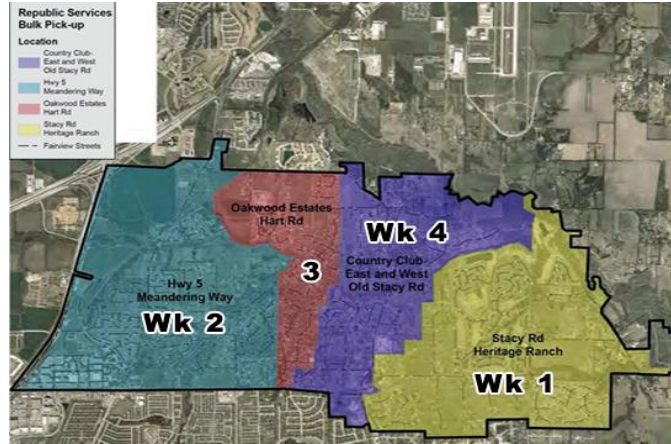 Republic Services
Bulk Pick-up
Location
Country Club-
East and West
Old Stacy Rd
Hwy 5
Meandering Way
Oakwood Estates
Hart Rd
Stacy Rd
Heritage Ranch
Fairview Streets
Oakwood Estates
Hart Rd
Wk 4
3
Country Club-
East and West
Old Stacy Rd
Hwy 5
Meandering Way
Wk 2
Stacy Rd
Heritage Ranch
Wk 1